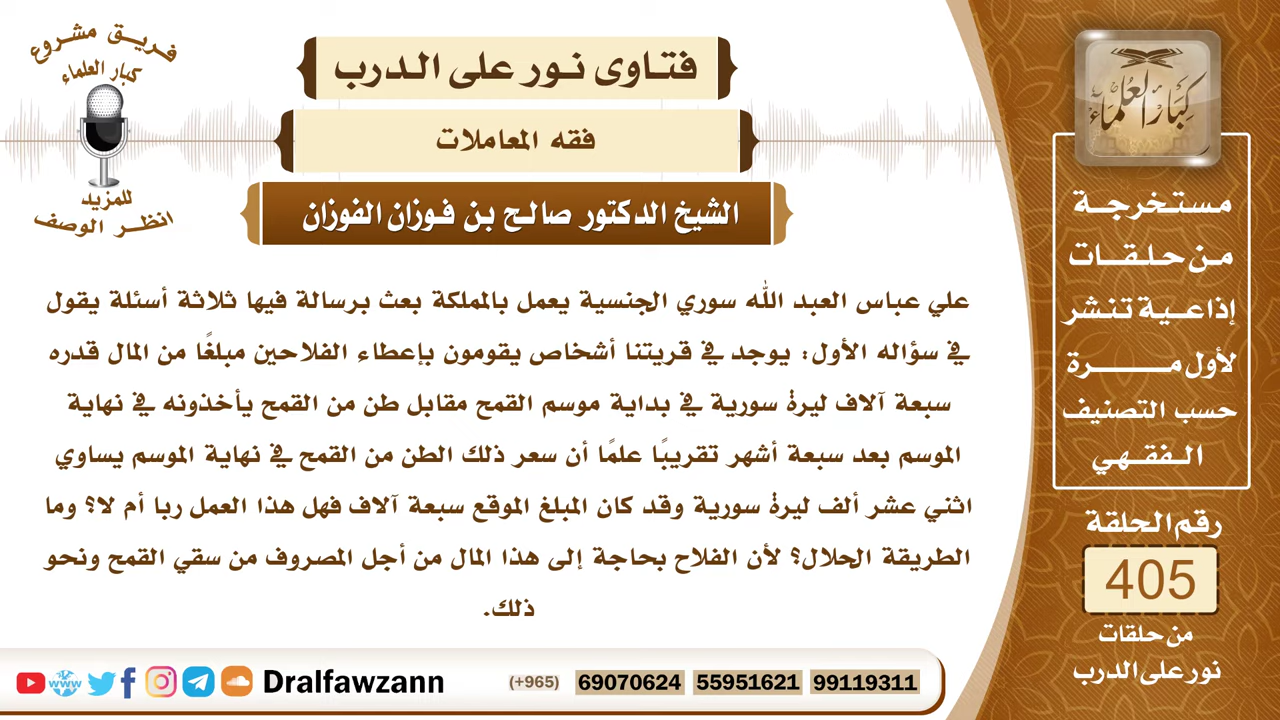 فريق مشروع
كبار العلماء
للمزيد
انظر الوصف
فتاوى نور على الدرب
فقه المعاملات
الشيخ الدكتور صالح بن فوزان الفوزان
علي عباس العبد الله سوري الجنسية يعمل بالمملكة بعث برسالة فيها ثلاثة أسئلة يقول
في سؤاله الأول: يوجد في قريتنا أشخاص يقومون بإعطاء الفلاحين مبلغًا من المال قدره
سبعة آلاف ليرة سورية في بداية موسم القمح مقابل طن من القمح يأخذونه في نهاية
الموسم بعد سبعة أشهر تقريبًا علمًا أن سعر ذلك الطن من القمح في نهاية الموسم يساوي
اثني عشر ألف ليرة سورية وقد كان المبلغ الموقع سبعة آلاف فهل هذا العمل ربا أم لا؟ وما
الطريقة الحلال؟ لأن الفلاح بحاجة إلى هذا المال من أجل المصروف من سقي القمح ونحو
ذلك.
كبار العلماء
مستخرجة
من حلقات
إذاعية تنشر
لأول مرة
حسب التصنيف
الفقهي
رقم الحلقة
405
من حلقات
نور على الدرب
www
Dralfawzann
(+965) 69070624 55951621 99119311